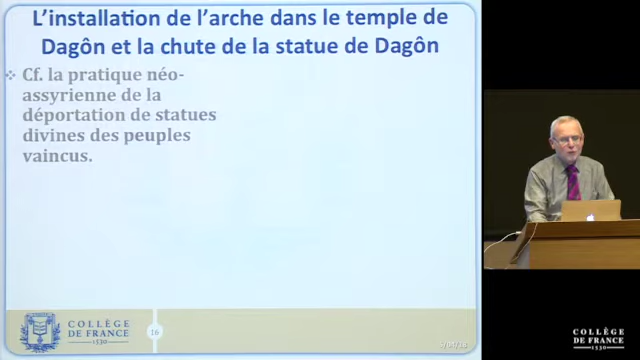 L’installation de l’arche dans le temple de
Dagôn et la chute de la statue de Dagôn
Cf. la pratique néo-
assyrienne de la
déportation de statues
divines des peuples
vaincus.
COLLÈGE
DE FRANCE
1530
16
COLLÈGE
DE FRANCE
1530